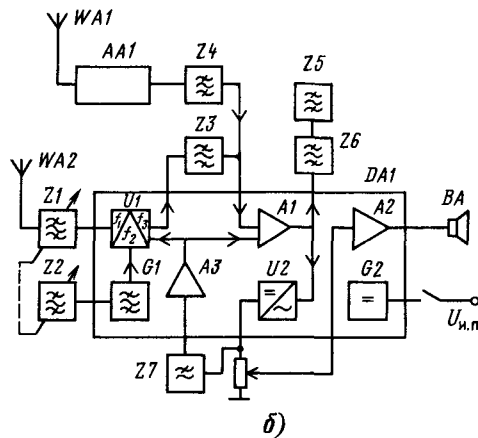 WA1
AA1
Z4
Z5
Z3
Z6
WA2
DA1
Z1
U1
A1
A2
BA
f1
f2
f3
Z2
G1
A3
U2
G2
=
~
=
Uи.п
Z7
б)